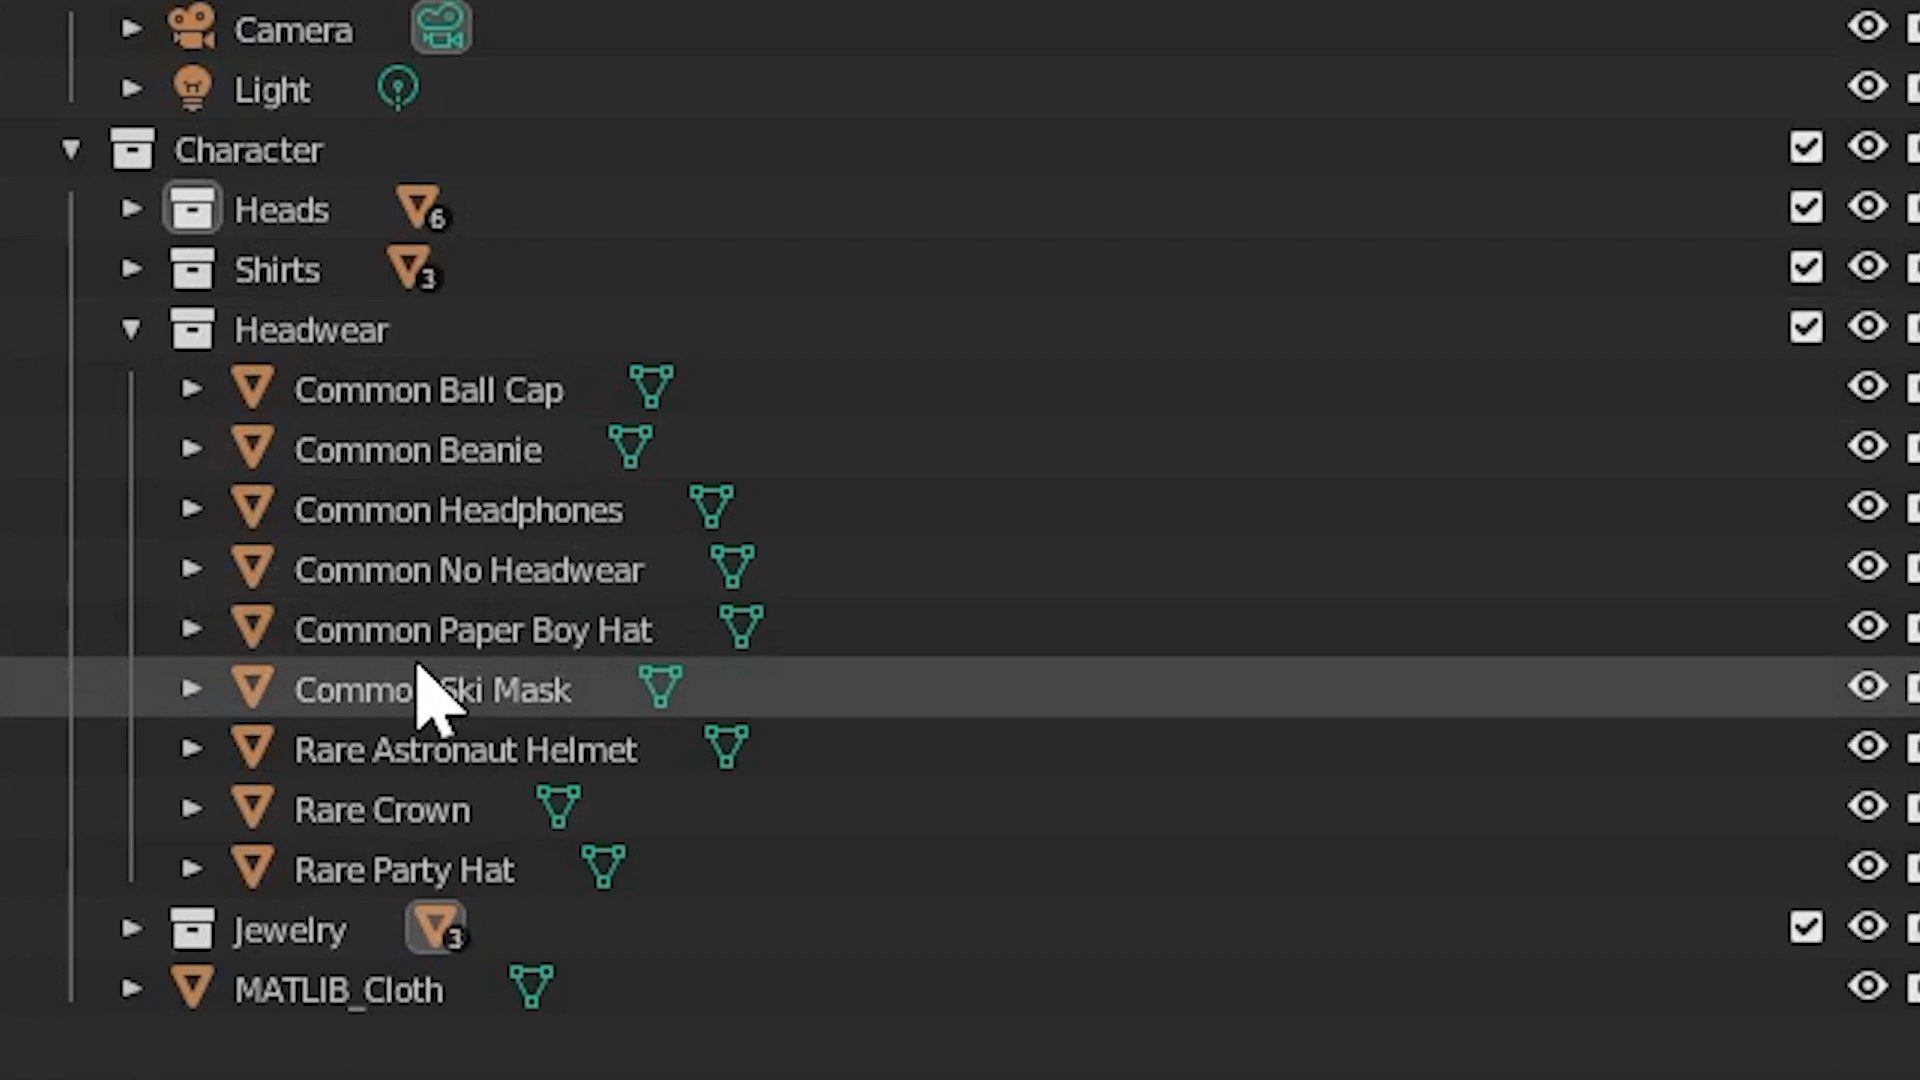 Camera
Light
Character
Heads 6
Shirts 3
Headwear
Common Ball Cap
Common Beanie
Common Headphones
Common No Headwear
Common Paper Boy Hat
Common Ski Mask
Rare Astronaut Helmet
Rare Crown
Rare Party Hat
Jewelry 3
MATLIB_Cloth